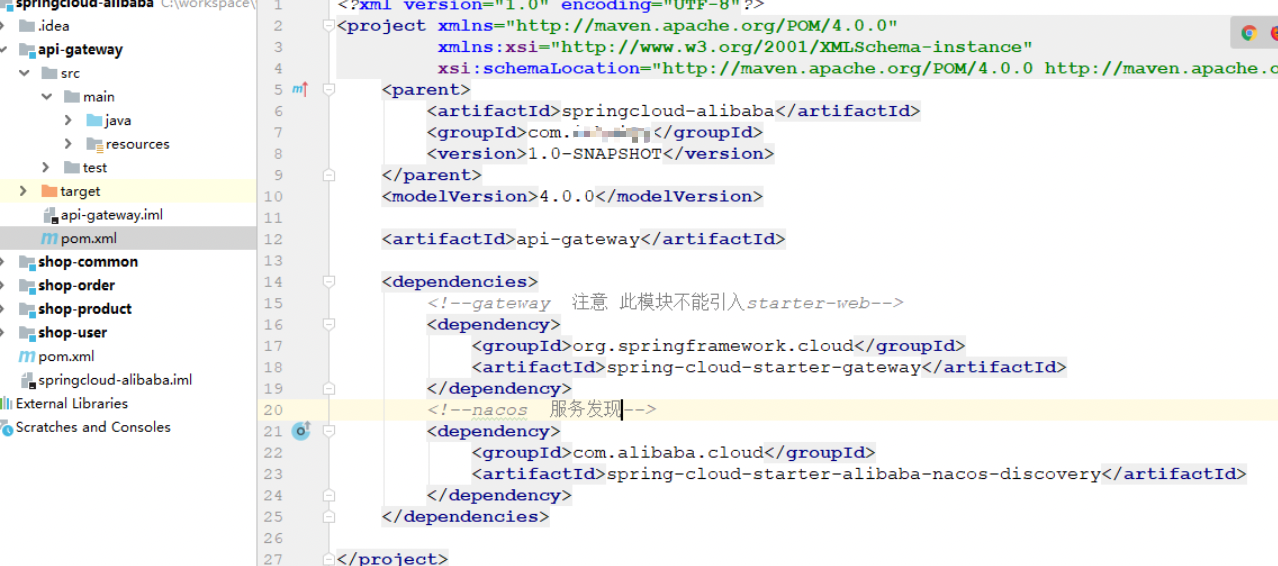 springcloud-alibaba C:\workspace\
.idea
api-gateway
src
main
java
resources
test
target
api-gateway.iml
pom.xml
shop-common
shop-order
shop-product
shop-user
pom.xml
springcloud-alibaba.iml
External Libraries
Scratches and Consoles
1 <?xml version="1.0" encoding="UTF-8"?>
2 <project xmlns="http://maven.apache.org/POM/4.0.0"
3 xmlns:xsi="http://www.w3.org/2001/XMLSchema-instance"
4 xsi:schemaLocation="http://maven.apache.org/POM/4.0.0 http://maven.apache.o
5 <parent>
6 <artifactId>springcloud-alibaba</artifactId>
7 <groupId>com.</groupId>
8 <version>1.0-SNAPSHOT</version>
9 </parent>
10 <modelVersion>4.0.0</modelVersion>
11
12 <artifactId>api-gateway</artifactId>
13
14 <dependencies>
15 <!--gateway 注意 此模块不能引入starter-web-->
16 <dependency>
17 <groupId>org.springframework.cloud</groupId>
18 <artifactId>spring-cloud-starter-gateway</artifactId>
19 </dependency>
20 <!--nacos 服务发现-->
21 <dependency>
22 <groupId>com.alibaba.cloud</groupId>
23 <artifactId>spring-cloud-starter-alibaba-nacos-discovery</artifactId>
24 </dependency>
25 </dependencies>
26
27 </project>